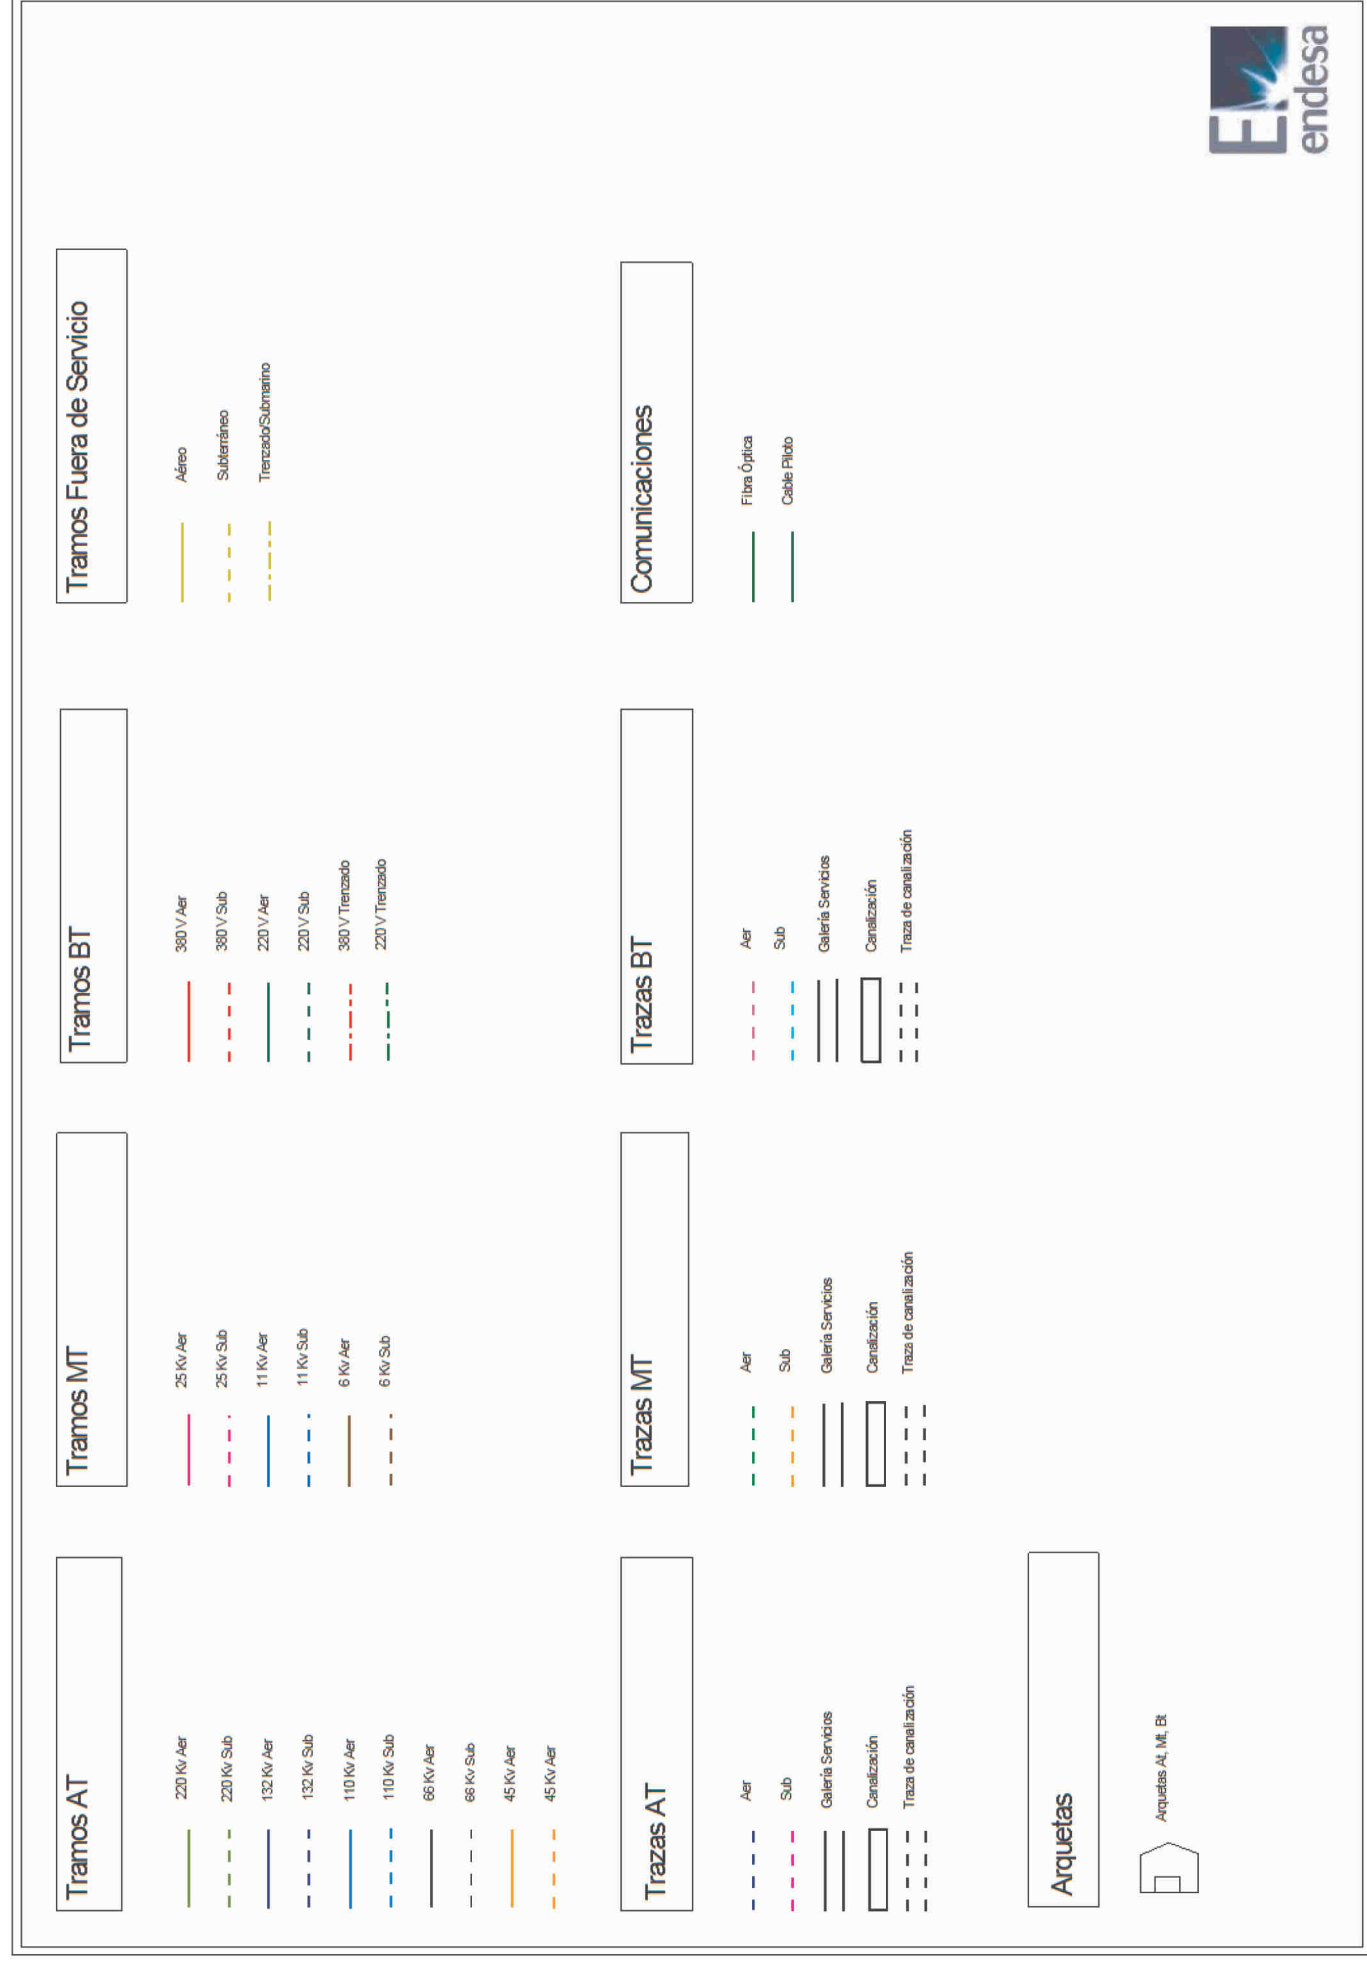 Tramos AT
220 Kv Aer
220 Kv Sub
132 Kv Aer
132 Kv Sub
110 Kv Aer
110 Kv Sub
66 Kv Aer
66 Kv Sub
45 Kv Aer
45 Kv Aer
Tramos MT
25 Kv Aer
25 Kv Sub
11 Kv Aer
11 Kv Sub
6 Kv Aer
6 Kv Sub
Tramos BT
380 V Aer
380 V Sub
220 V Aer
220 V Sub
380 V Trenzado
220 V Trenzado
Tramos Fuera de Servicio
Aéreo
Subterráneo
Trenzado/Submarino
Trazas AT
Aer
Sub
Galería Servicios
Canalización
Traza de canalización
Trazas MT
Aer
Sub
Galería Servicios
Canalización
Traza de canalización
Trazas BT
Aer
Sub
Galería Servicios
Canalización
Traza de canalización
Comunicaciones
Fibra Óptica
Cable Piloto
Arquetas
Arquetas At, Mt, Bt
endesa